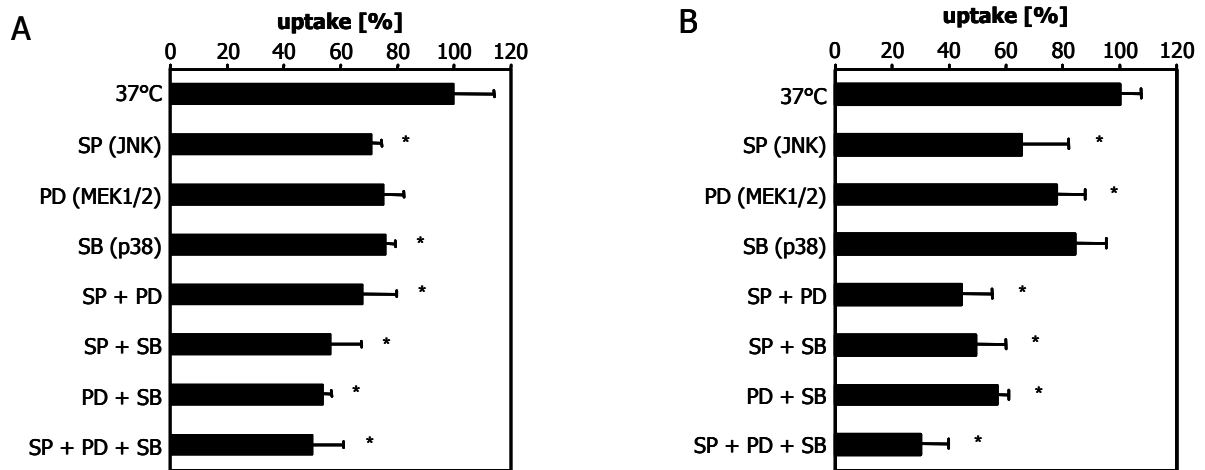 A
uptake [%]
0 20 40 60 80 100 120
37°C
SP (JNK) *
PD (MEK1/2)
SB (p38) *
SP + PD *
SP + SB *
PD + SB *
SP + PD + SB *
B
uptake [%]
0 20 40 60 80 100 120
37°C
SP (JNK) *
PD (MEK1/2) *
SB (p38)
SP + PD *
SP + SB *
PD + SB *
SP + PD + SB *